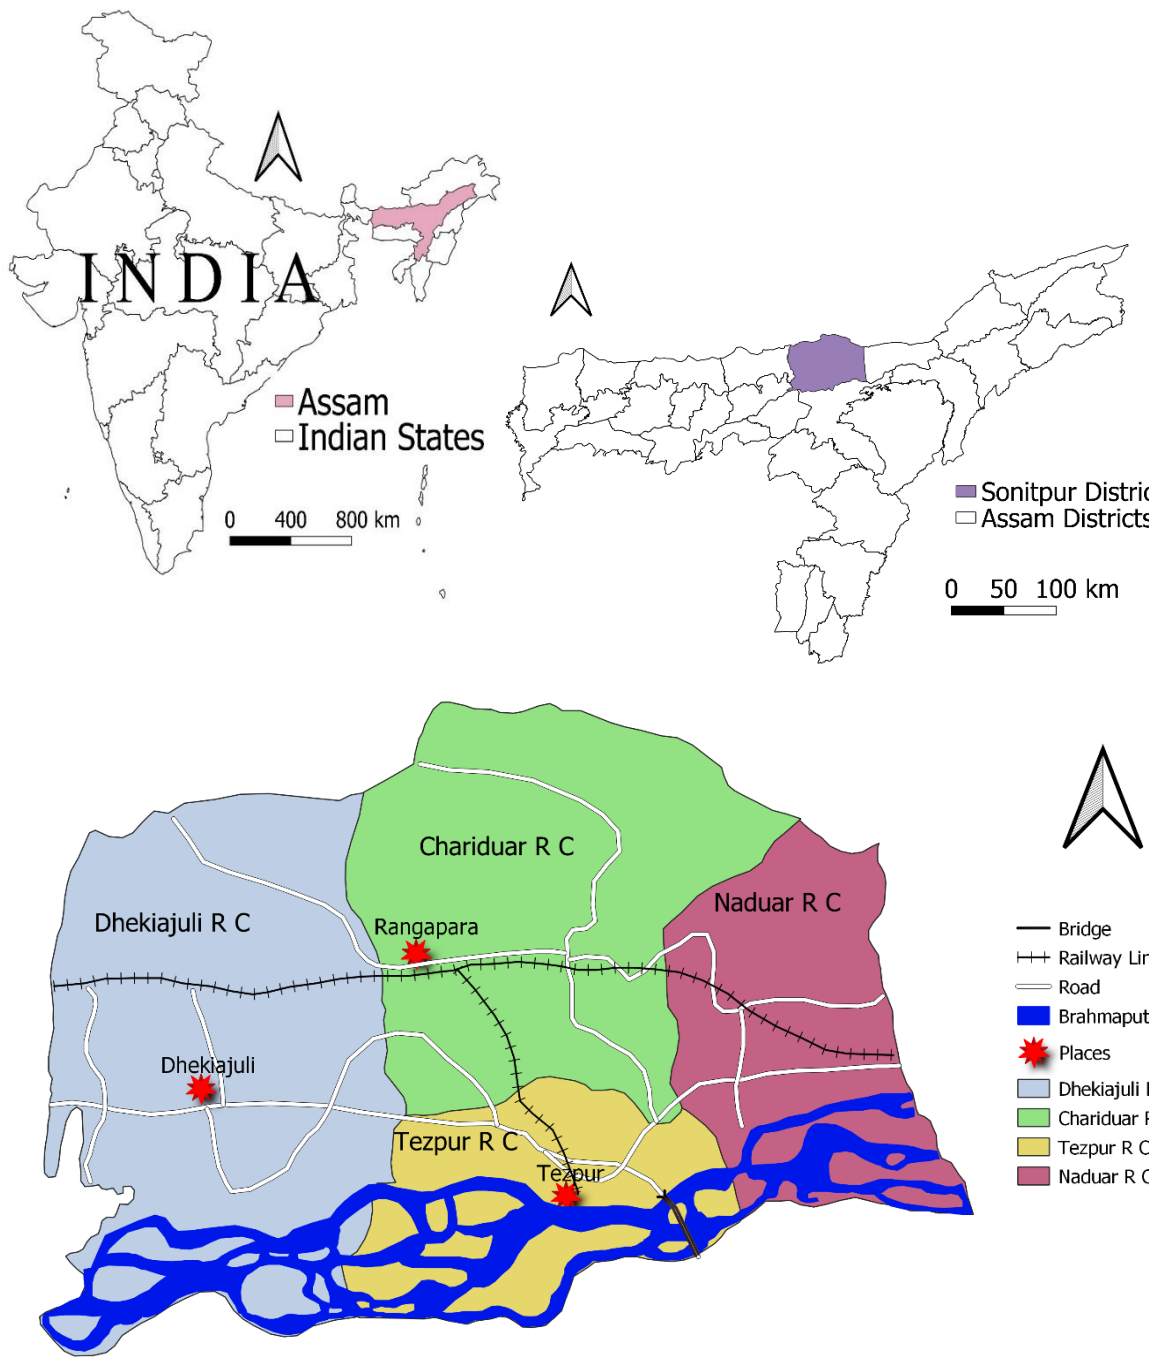 INDIA
Assam
Indian States
0 400 800 km
Sonitpur Distric
Assam Districts
0 50 100 km
Chariduar R C
Naduar R C
Dhekiajuli R C
Rangapara
Dhekiajuli
Tezpur R C
Tezpur
Bridge
Railway Lin
Road
Brahmaput
Places
Dhekiajuli
Chariduar R
Tezpur R C
Naduar R C